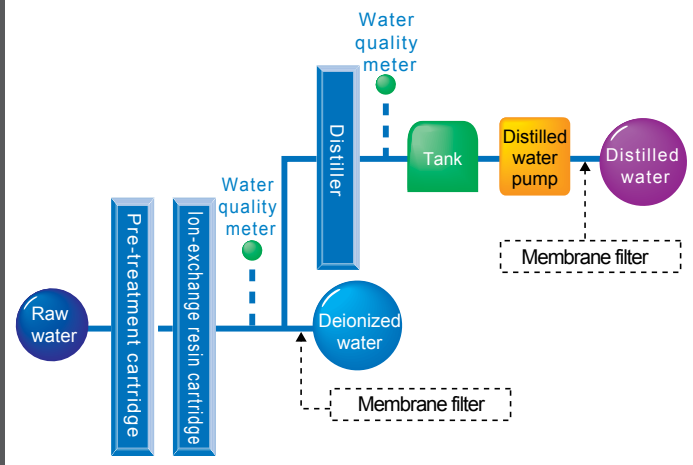 Water
quality
meter
Distiller
Tank
Distilled
water
pump
Distilled
water
Membrane filter
Water
quality
meter
Raw
water
Pre-treatment cartridge
Ion-exchange resin cartridge
Deionized
water
Membrane filter